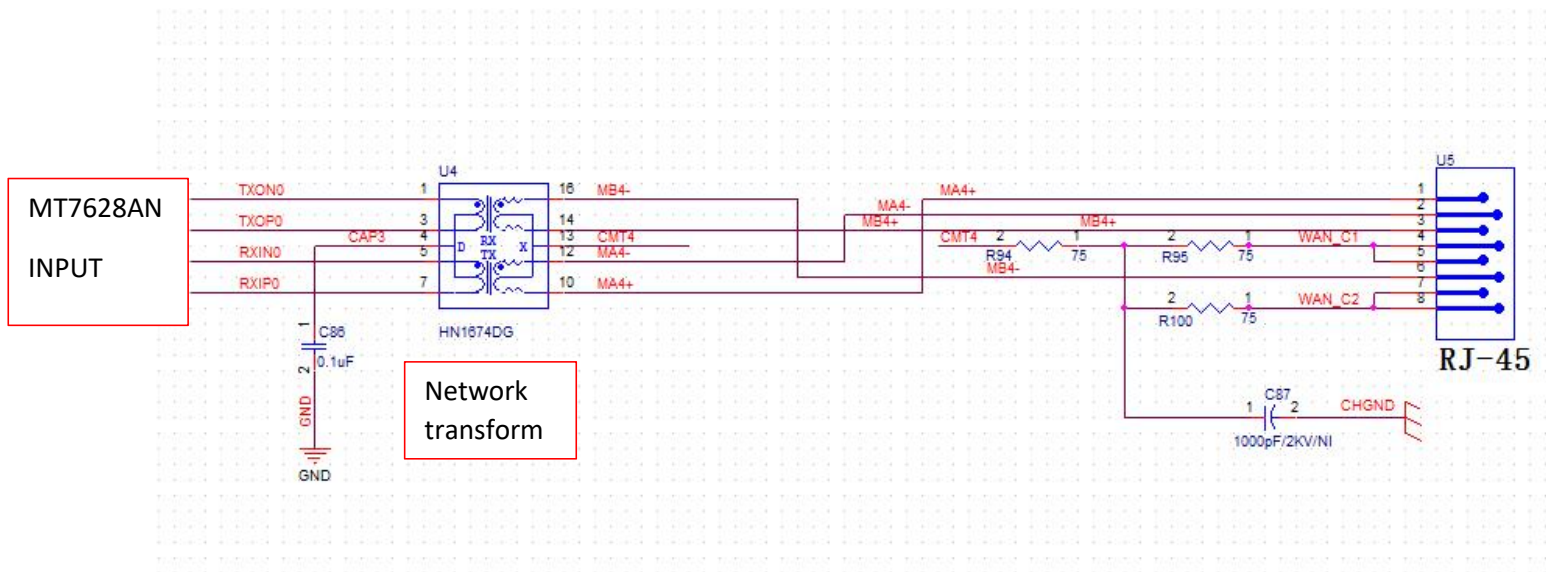 MT7628AN
INPUT
TXON0
TXOP0
RXIN0
RXIP0
CAP3
1
3
4
5
7
U4
D
RX
TX
X
HN1674DG
16
14
13
12
10
MB4-
CMT4
MA4-
MA4+
1
C86
0.1uF
2
GND
GND
Network
transform
MA4+
MA4-
MB4+
MB4+
CMT4
2
1
R94
75
MB4-
2
1
R95
75
WAN_C1
2
1
R100
75
WAN_C2
C87
1
2
CHGND
1000pF/2KV/NI
U5
1
2
3
4
5
6
7
8
RJ-45